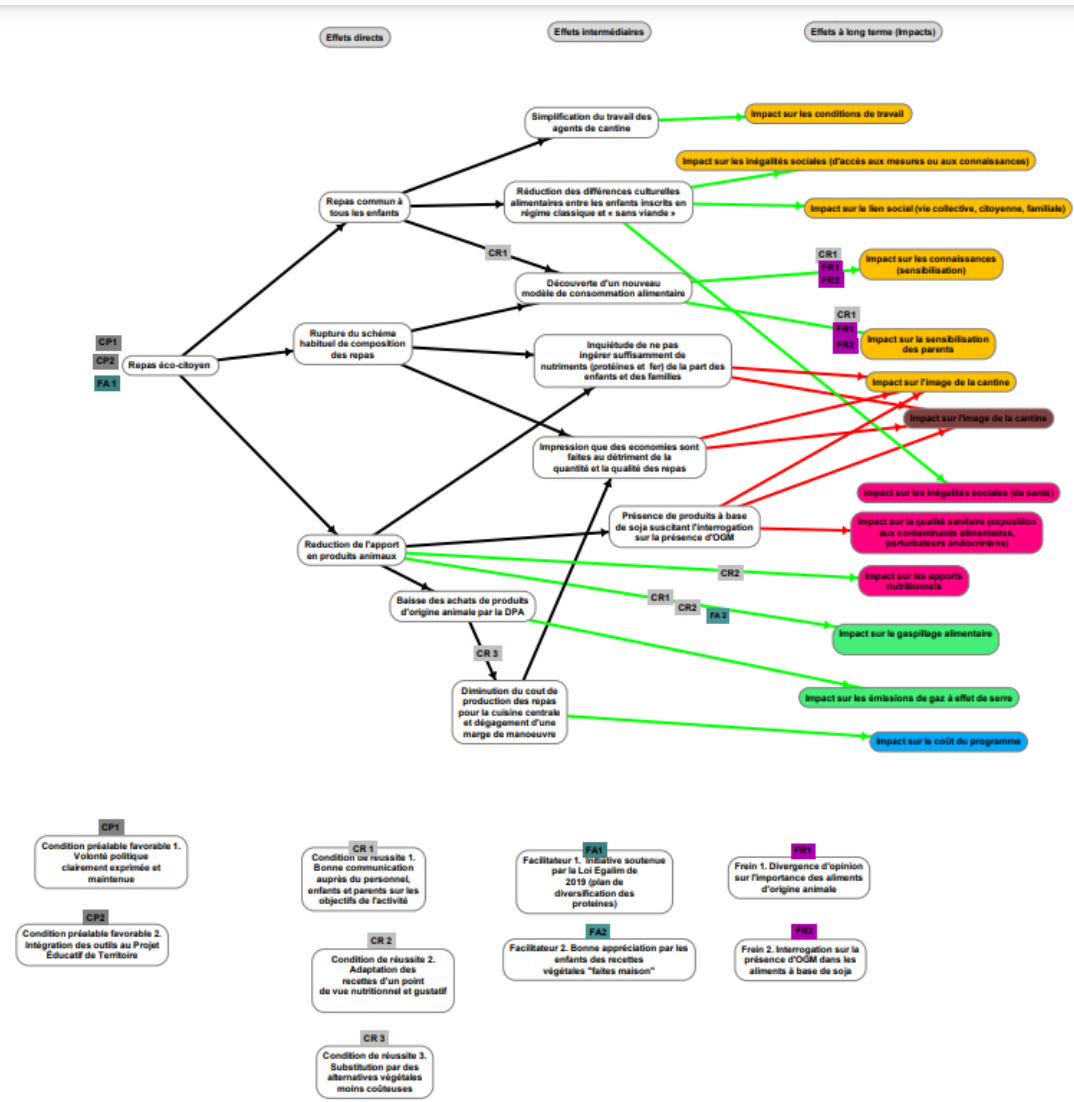 Effets directs
Effets intermédiaires
Effets à long terme (Impacts)
Simplification du travail des
agents de cantine
Impact sur les conditions de travail
Impact sur les inégalités sociales (d'accès aux mesures ou aux connaissances)
Repas commun à
tous les enfants
Réduction des différences culturelles
alimentaires entre les enfants inscrits en
régime classique et « sans viande »
Impact sur le lien social (vie collective, citoyenne, familiale)
CR1
CR1
FR1
FR2
Impact sur les connaissances
(sensibilisation)
Découverte d'un nouveau
modèle de consommation alimentaire
CR1
FR1
FR2
Impact sur la sensibilisation
des parents
CP1
CP2
FA 1
Repas éco-citoyen
Rupture du schéma
habituel de composition
des repas
Inquiétude de ne pas
ingérer suffisamment de
nutriments (protéines et fer) de la part des
enfants et des familles
Impact sur l'image de la cantine
Impact sur l'image de la cantine
Impression que des economies sont
faites au détriment de la
quantité et la qualité des repas
Impact sur les inégalités sociales (de santé)
Présence de produits à base
de soja suscitant l'interrogation
sur la présence d'OGM
Impact sur la qualité sanitaire (exposition
aux contaminants alimentaires,
perturbateurs endocriniens)
Reduction de l'apport
en produits animaux
CR2
Impact sur les apports
nutritionnels
Baisse des achats de produits
d'origine animale par la DPA
CR1
CR2
FA 2
Impact sur le gaspillage alimentaire
CR 3
Diminution du cout de
production des repas
pour la cuisine centrale
et dégagement d'une
marge de manoeuvre
Impact sur les émissions de gaz à effet de serre
Impact sur le coût du programme
CP1
Condition préalable favorable 1.
Volonté politique
clairement exprimée et
maintenue
CP2
Condition préalable favorable 2.
Intégration des outils au Projet
Éducatif de Territoire
CR 1
Condition de réussite 1.
Bonne communication
auprès du personnel,
enfants et parents sur les
objectifs de l'activité
CR 2
Condition de réussite 2.
Adaptation des
recettes d'un point
de vue nutritionnel et gustatif
CR 3
Condition de réussite 3.
Substitution par des
alternatives végétales
moins coûteuses
FA1
Facilitateur 1. Initiative soutenue
par la Loi Egalim de
2019 (plan de
diversification des
proteines)
FA2
Facilitateur 2. Bonne appréciation par les
enfants des recettes
végétales "faites maison"
FR1
Frein 1. Divergence d'opinion
sur l'importance des aliments
d'origine animale
FR2
Frein 2. Interrogation sur la
présence d'OGM dans les
aliments à base de soja